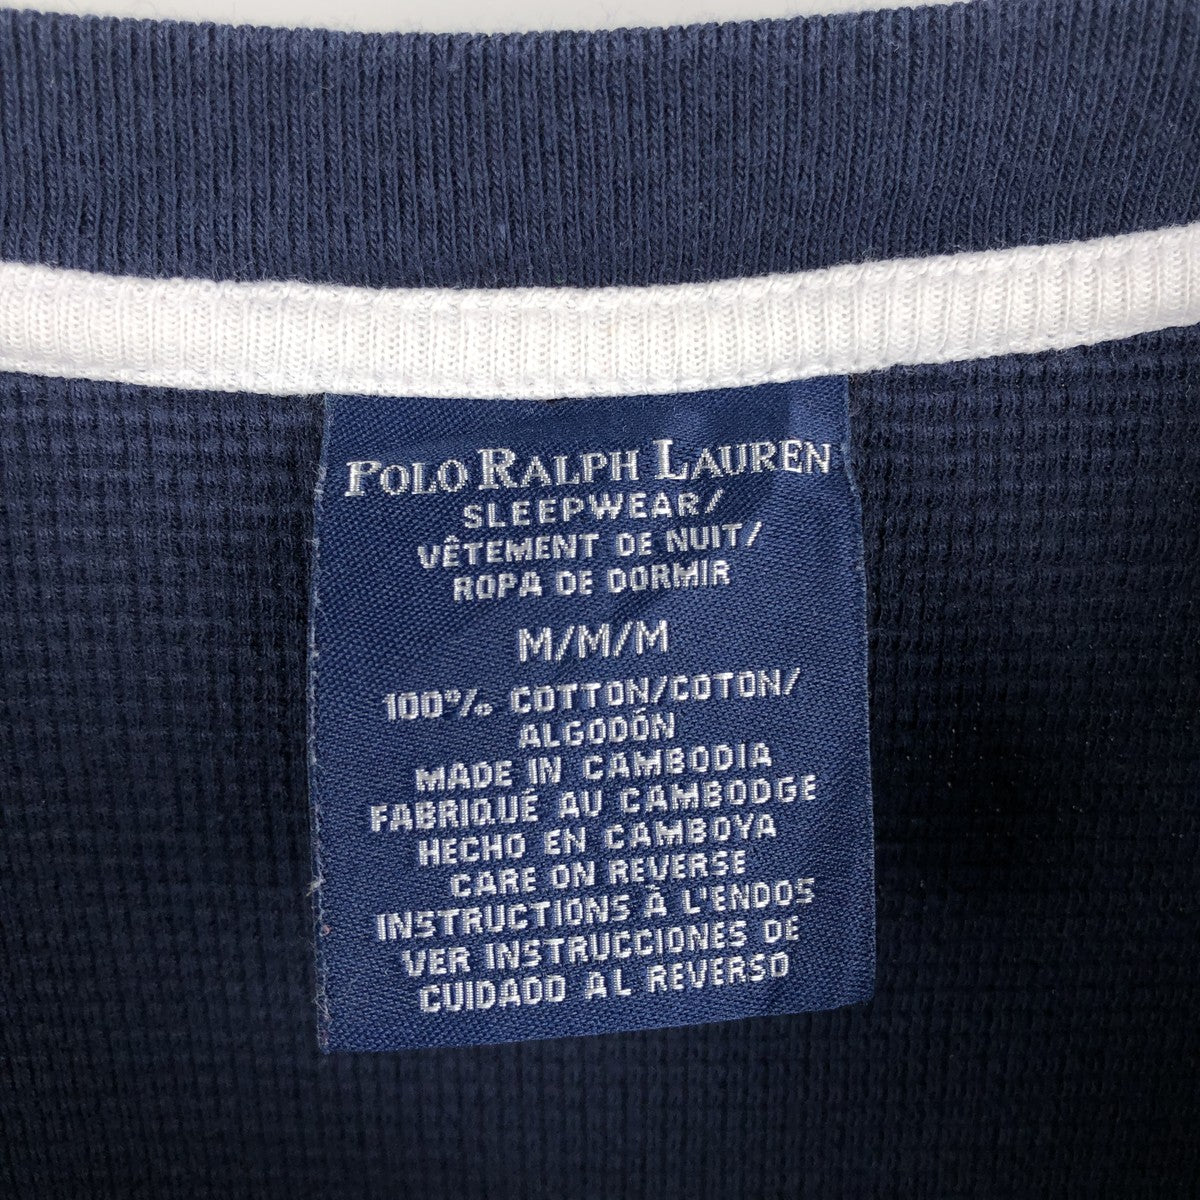 POLO RALPH LAUREN
SLEEPWEAR/
VÊTEMENT DE NUIT/
ROPA DE DORMIR
M/M/M
100% COTTON/COTON/
ALGODÓN
MADE IN CAMBODIA
FABRIQUÉ AU CAMBODGE
HECHO EN CAMBOYA
CARE ON REVERSE
INSTRUCTIONS À L'ENDOS
VER INSTRUCCIONES DE
CUIDADO AL REVERSO